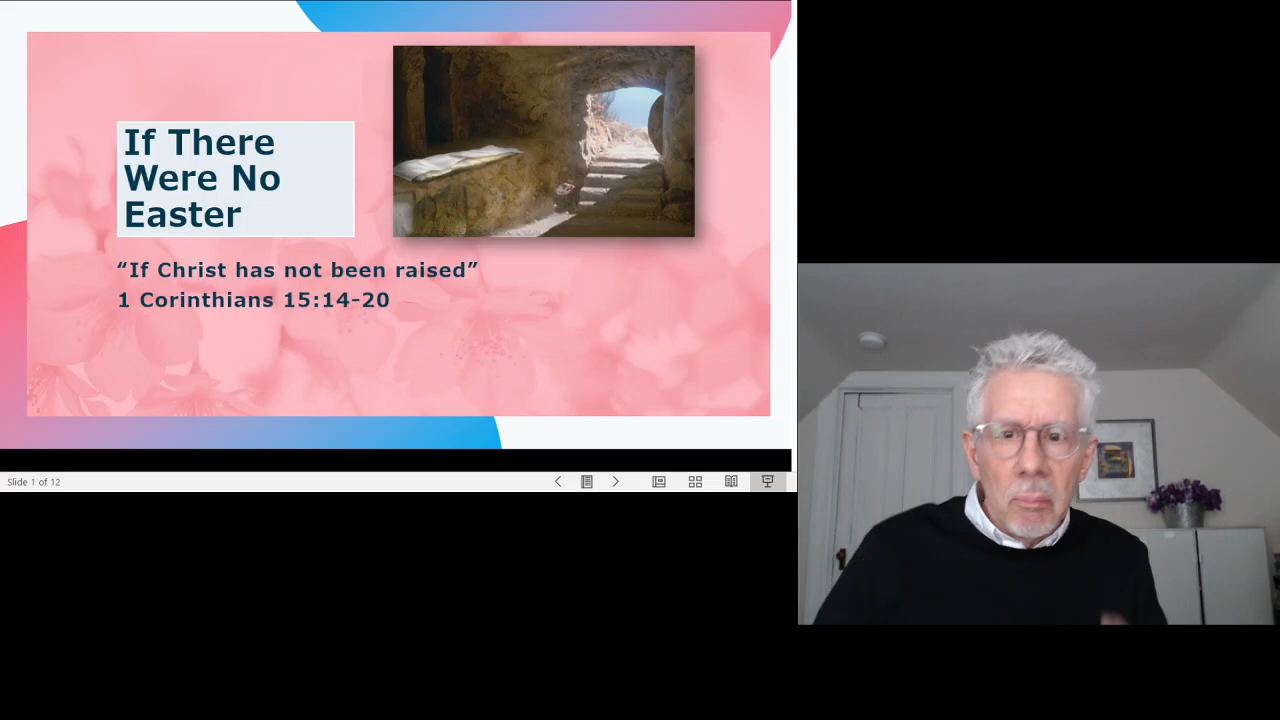 If There
Were No
Easter
“If Christ has not been raised”
1 Corinthians 15:14-20
Slide 1 of 12